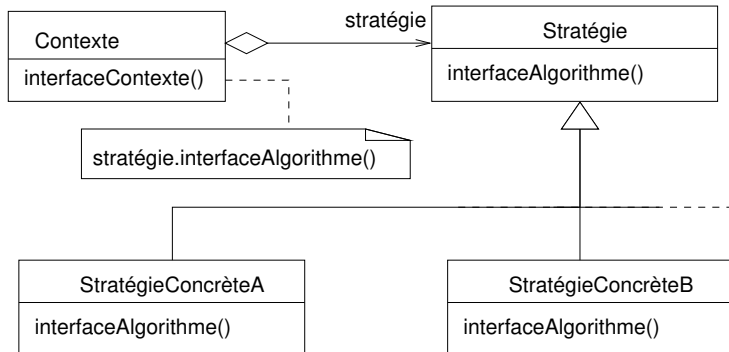 Contexte
interfaceContexte()
stratégie
Stratégie
interfaceAlgorithme()
stratégie.interfaceAlgorithme()
StratégieConcrèteA
interfaceAlgorithme()
StratégieConcrèteB
interfaceAlgorithme()